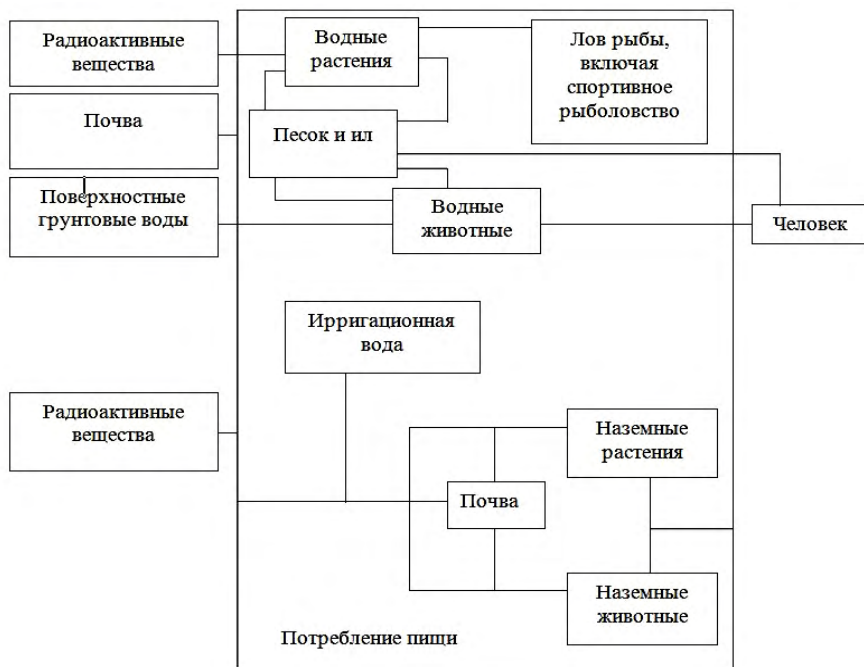 Радиоактивные
вещества
Водные
растения
Лов рыбы,
включая
спортивное
рыболовство
Почва
Песок и ил
Поверхностные
грунтовые воды
Водные
животные
Человек
Ирригационная
вода
Радиоактивные
вещества
Наземные
растения
Почва
Наземные
животные
Потребление пищи